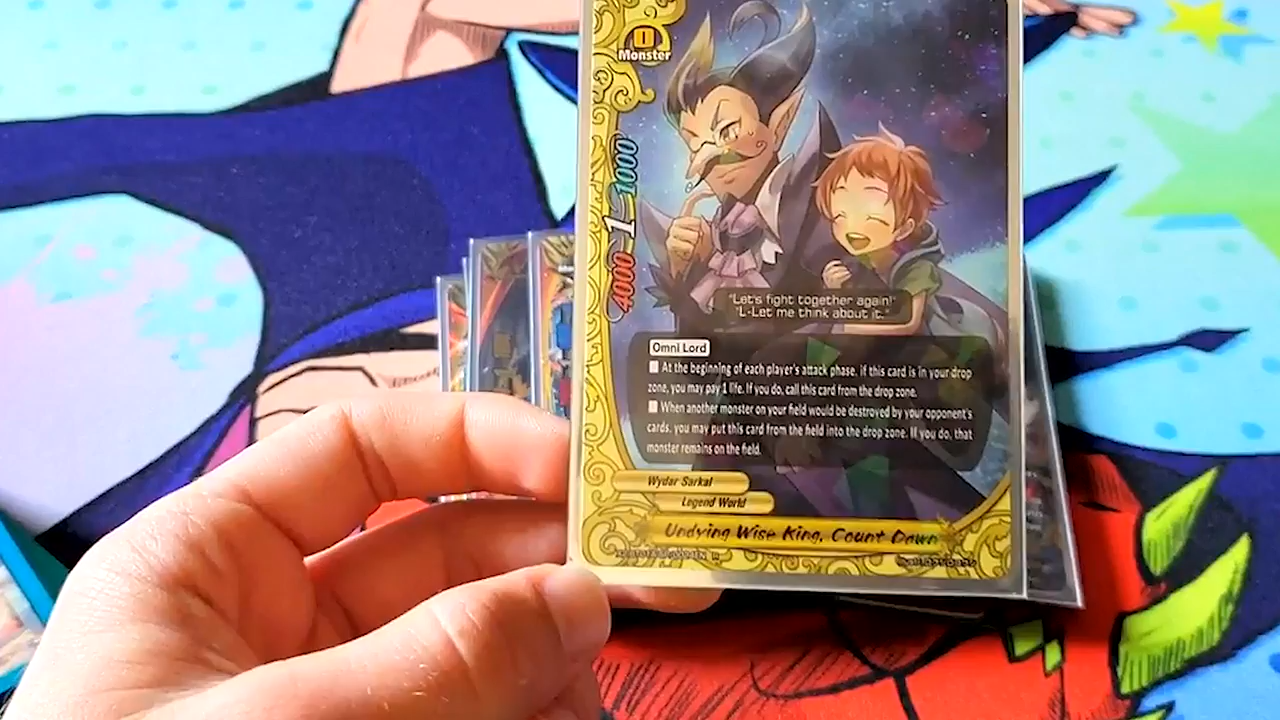 0
Monster
4000 1 1000
"Let's fight together again!"
"L-Let me think about it."
Omni Lord
At the beginning of each player's attack phase, if this card is in your drop
zone, you may pay 1 life. If you do, call this card from the drop zone.
When another monster on your field would be destroyed by your opponent's
cards, you may put this card from the field into the drop zone. If you do, that
monster remains on the field.
Wydar Sarkal
Legend World
Undying Wise King, Count Dawn